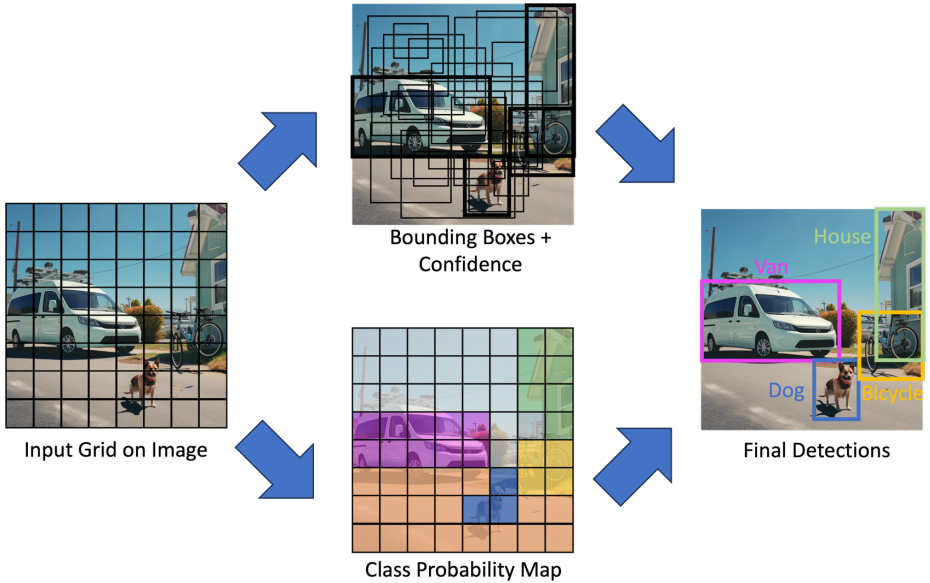 Bounding Boxes +
Confidence
Input Grid on Image
Class Probability Map
House
Van
Dog
Bicycle
Final Detections